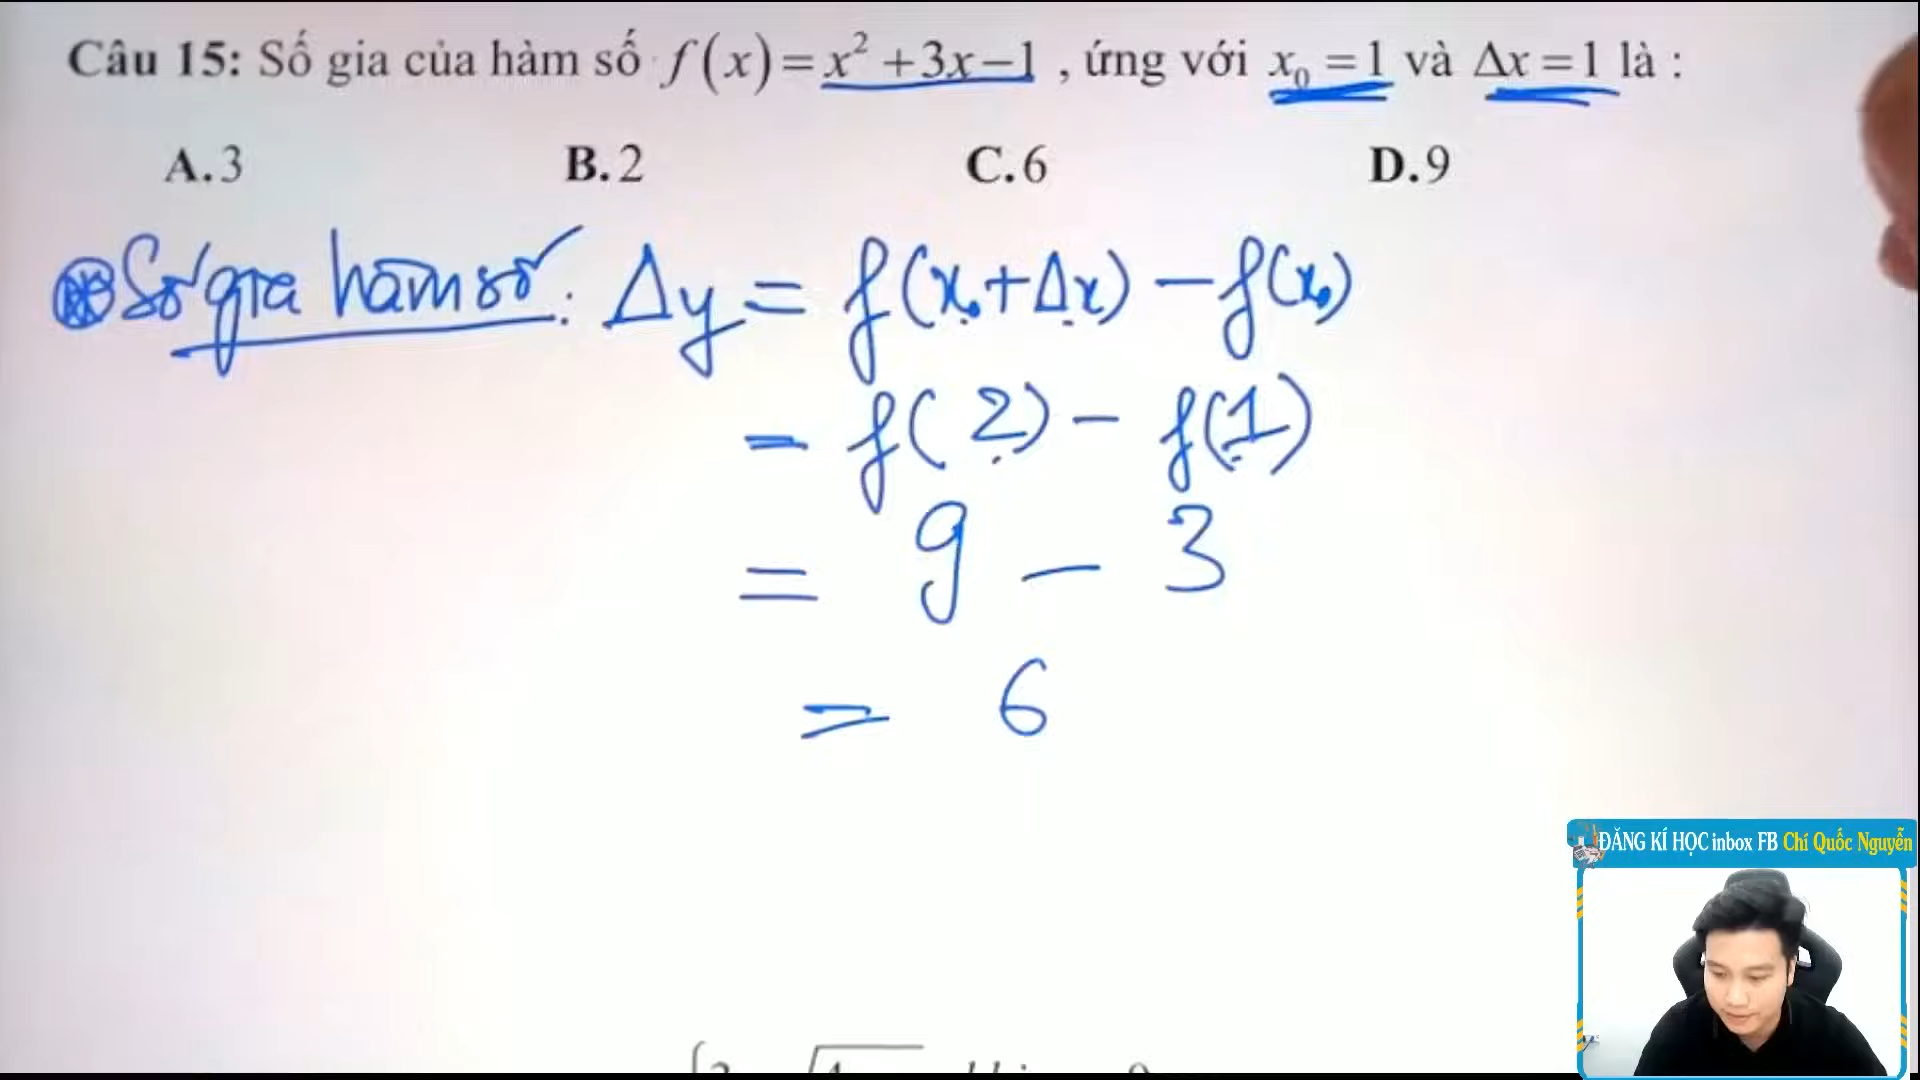 Câu 15: Số gia của hàm số f(x)=x²+3x−1 , ứng với x₀=1 và Δx=1 là :
A.3 B.2 C.6 D.9
Số gia hàm số: Δy = f(x₀+Δx) − f(x₀)
= f(2) − f(1)
= 9 − 3
= 6
ĐĂNG KÍ HỌC inbox FB Chí Quốc Nguyễn